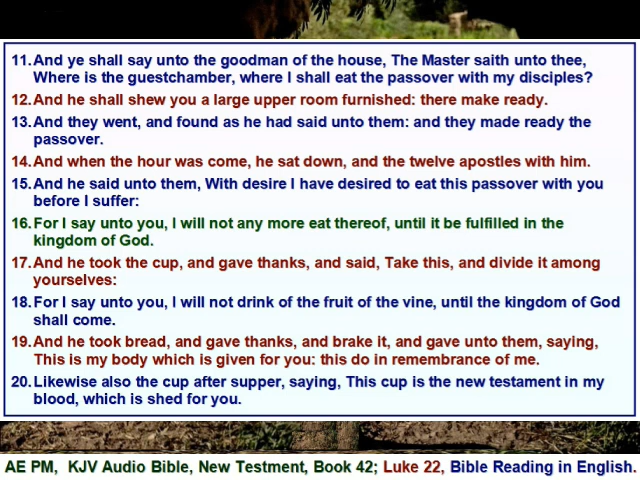 11. And ye shall say unto the goodman of the house, The Master saith unto thee,
Where is the guestchamber, where I shall eat the passover with my disciples?
12. And he shall shew you a large upper room furnished: there make ready.
13. And they went, and found as he had said unto them: and they made ready the
passover.
14. And when the hour was come, he sat down, and the twelve apostles with him.
15. And he said unto them, With desire I have desired to eat this passover with you
before I suffer:
16. For I say unto you, I will not any more eat thereof, until it be fulfilled in the
kingdom of God.
17. And he took the cup, and gave thanks, and said, Take this, and divide it among
yourselves:
18. For I say unto you, I will not drink of the fruit of the vine, until the kingdom of God
shall come.
19. And he took bread, and gave thanks, and brake it, and gave unto them, saying,
This is my body which is given for you: this do in remembrance of me.
20. Likewise also the cup after supper, saying, This cup is the new testament in my
blood, which is shed for you.
AE PM, KJV Audio Bible, New Testment, Book 42; Luke 22, Bible Reading in English.